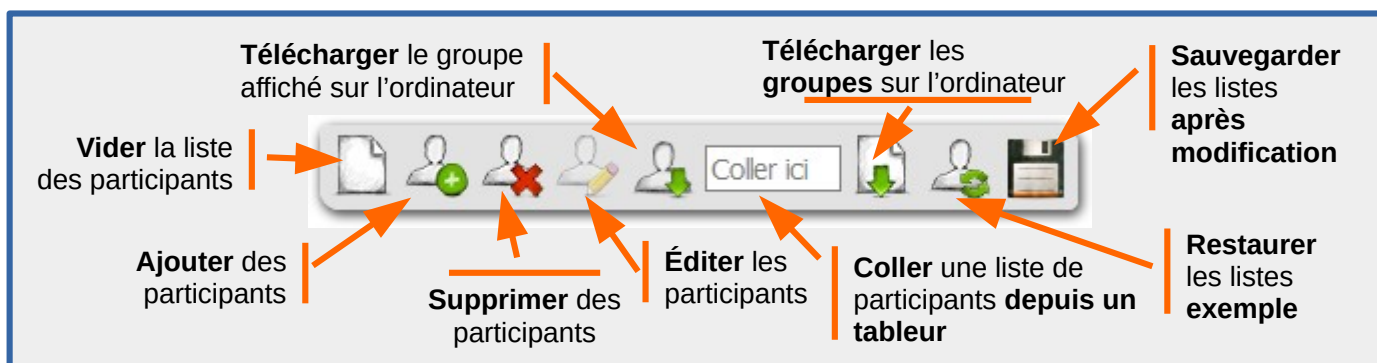 Télécharger le groupe
affiché sur l’ordinateur
Télécharger les
groupes sur l’ordinateur
Sauvegarder
les listes
après
modification
Vider la liste
des participants
Coller ici
Ajouter des
participants
Supprimer des
participants
Éditer les
participants
Coller une liste de
participants depuis un
tableur
Restaurer
les listes
exemple